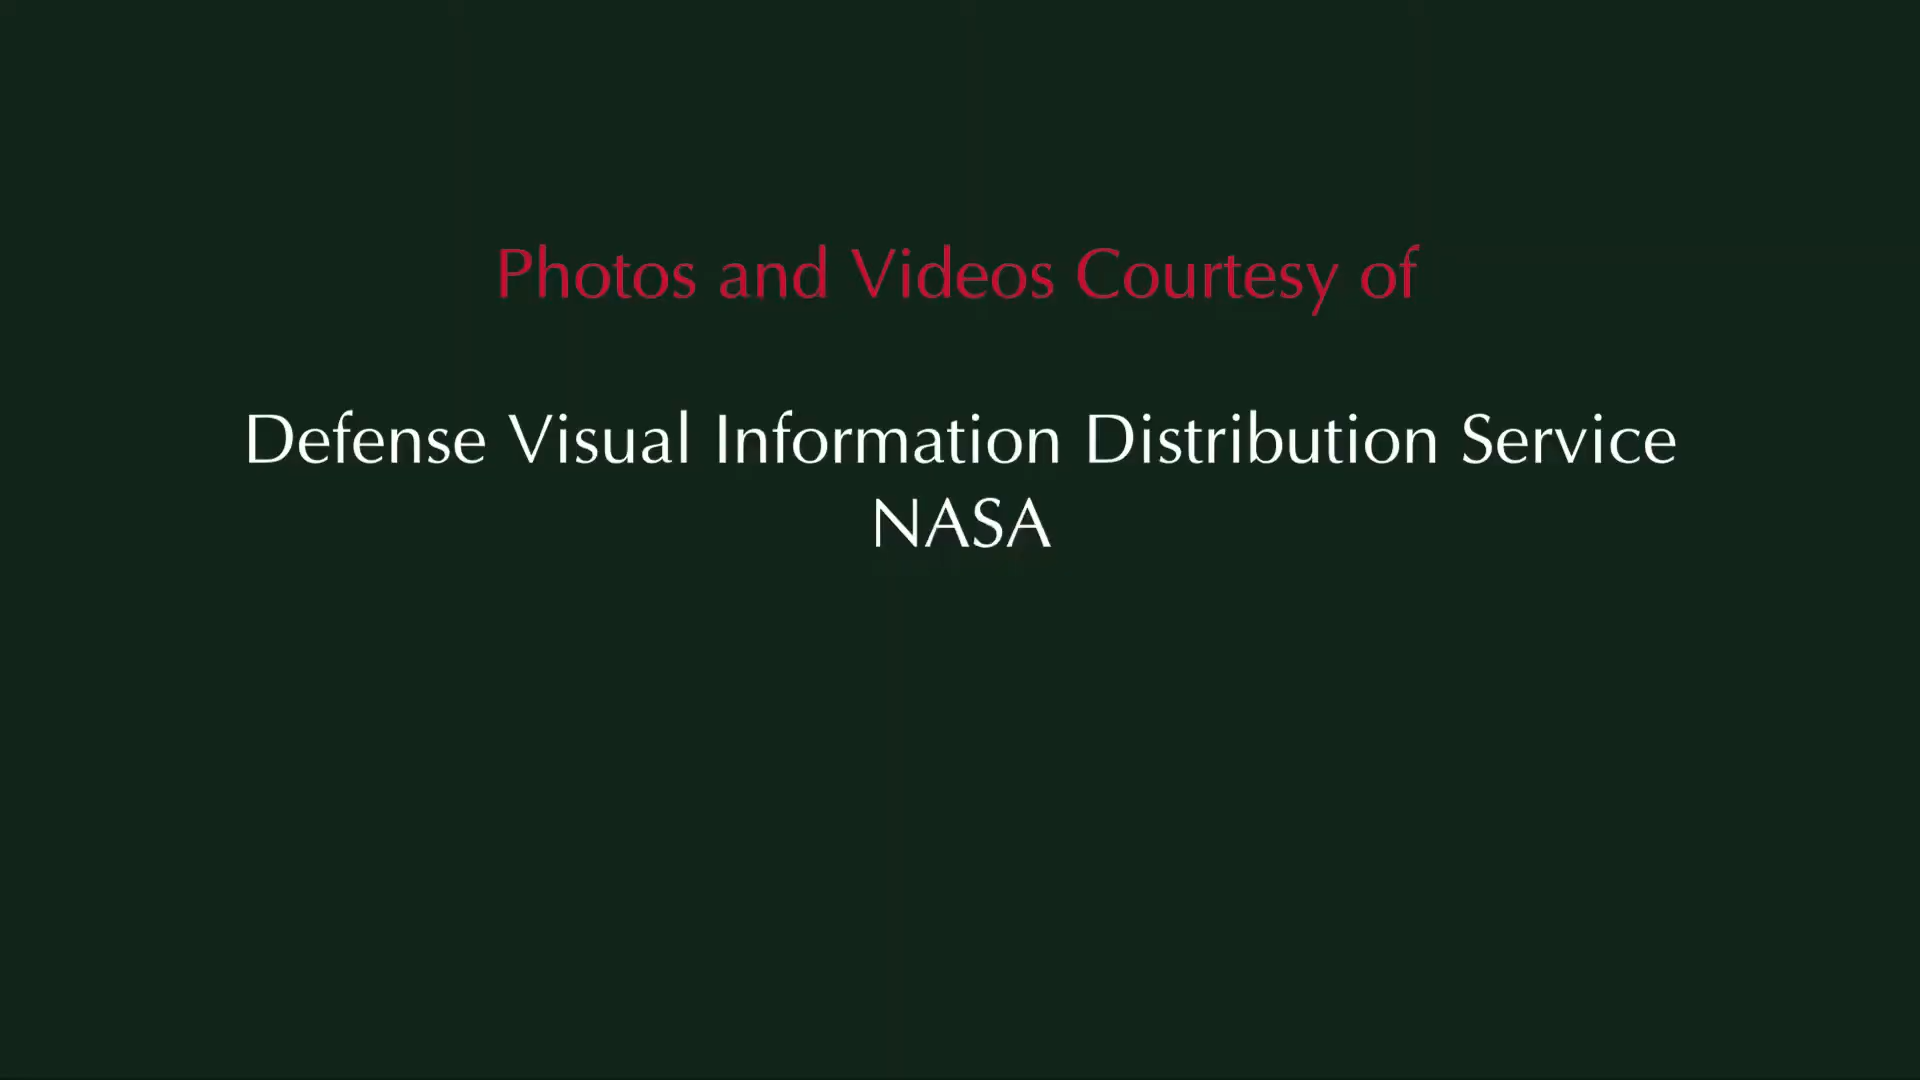 Photos and Videos Courtesy of
Defense Visual Information Distribution Service
NASA